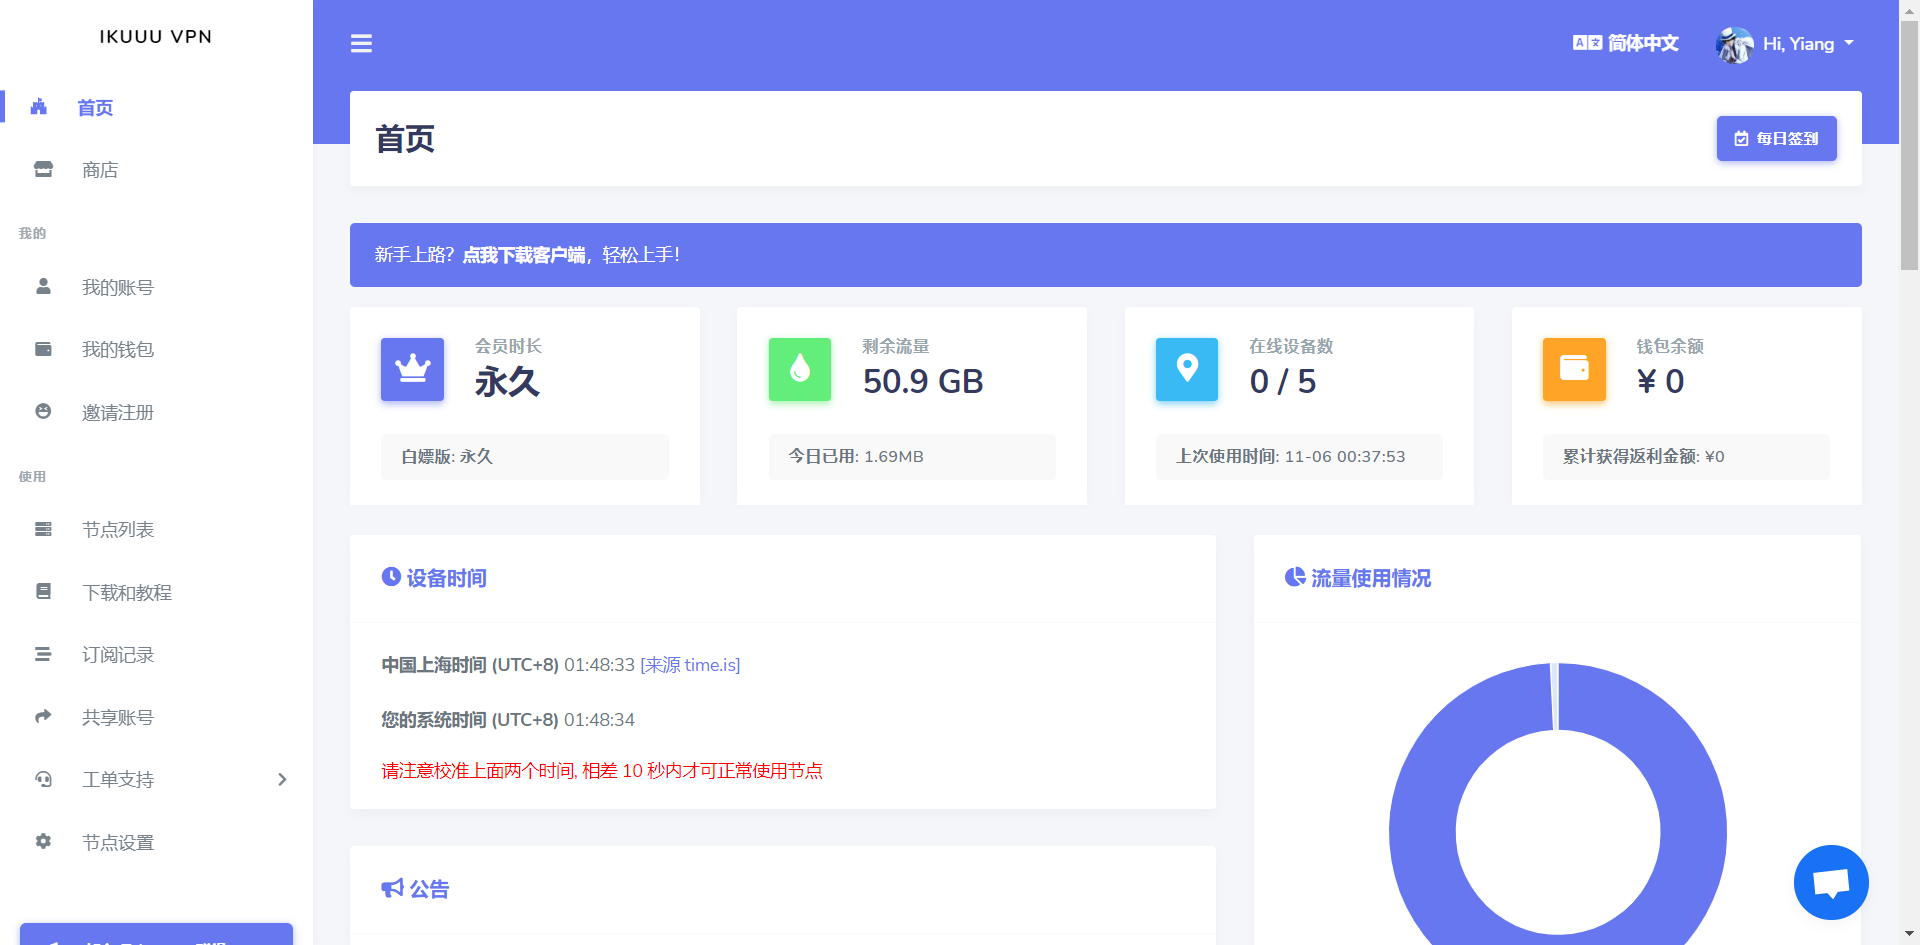 IKUUU VPN
首页
商店
我的
我的账号
我的钱包
邀请注册
使用
节点列表
下载和教程
订阅记录
共享账号
工单支持
节点设置
简体中文
Hi, Yiang
首页
每日签到
新手上路？点我下载客户端，轻松上手！
会员时长
永久
白嫖版: 永久
剩余流量
50.9 GB
今日已用: 1.69MB
在线设备数
0 / 5
上次使用时间: 11-06 00:37:53
钱包余额
¥ 0
累计获得返利金额: ¥0
设备时间
中国上海时间 (UTC+8) 01:48:33 [来源 time.is]
您的系统时间 (UTC+8) 01:48:34
请注意校准上面两个时间, 相差 10 秒内才可正常使用节点
流量使用情况
公告